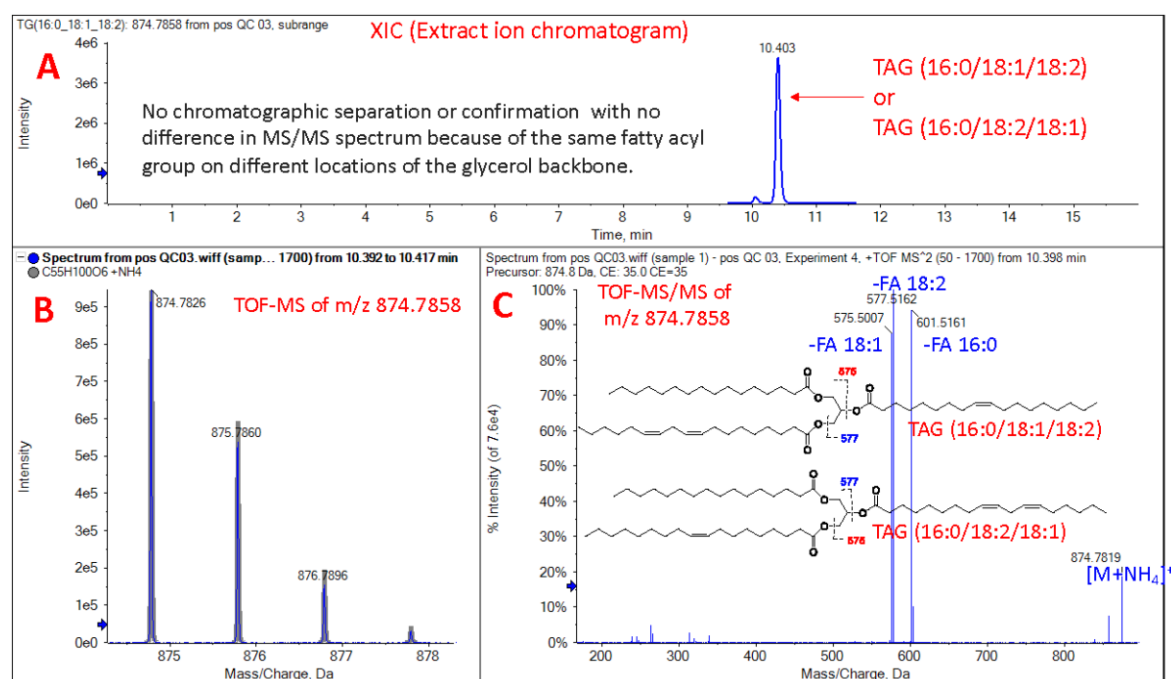 TG(16:0_18:1_18:2): 874.7858 from pos QC 03, subrange
XIC (Extract ion chromatogram)
A
4e6
3e6
2e6
1e6
0e0
Intensity
10.403
TAG (16:0/18:1/18:2)
or
TAG (16:0/18:2/18:1)
No chromatographic separation or confirmation with no
difference in MS/MS spectrum because of the same fatty acyl
group on different locations of the glycerol backbone.
1 2 3 4 5 6 7 8 9 10 11 12 13 14 15
Time, min
Spectrum from pos QC03.wiff (samp... 1700) from 10.392 to 10.417 min
C55H100O6 +NH4
B
TOF-MS of m/z 874.7858
874.7826
875.7860
876.7896
9e5
8e5
7e5
6e5
5e5
4e5
3e5
2e5
1e5
0e0
Intensity
875 876 877 878
Mass/Charge, Da
Spectrum from pos QC03.wiff (sample 1) - pos QC 03, Experiment 4, +TOF MS^2 (50 - 1700) from 10.398 min
Precursor: 874.8 Da, CE: 35.0 CE=35
C
TOF-MS/MS of
m/z 874.7858
-FA 18:2
577.5162
575.5007
601.5161
-FA 18:1
-FA 16:0
100%
90%
80%
70%
60%
50%
40%
30%
20%
10%
0%
% Intensity (of 7.6e4)
O
575
O
O
O
O
577
O
TAG (16:0/18:1/18:2)
O
577
O
O
O
O
575
O
TAG (16:0/18:2/18:1)
874.7819
[M+NH4]+
200 300 400 500 600 700 800
Mass/Charge, Da